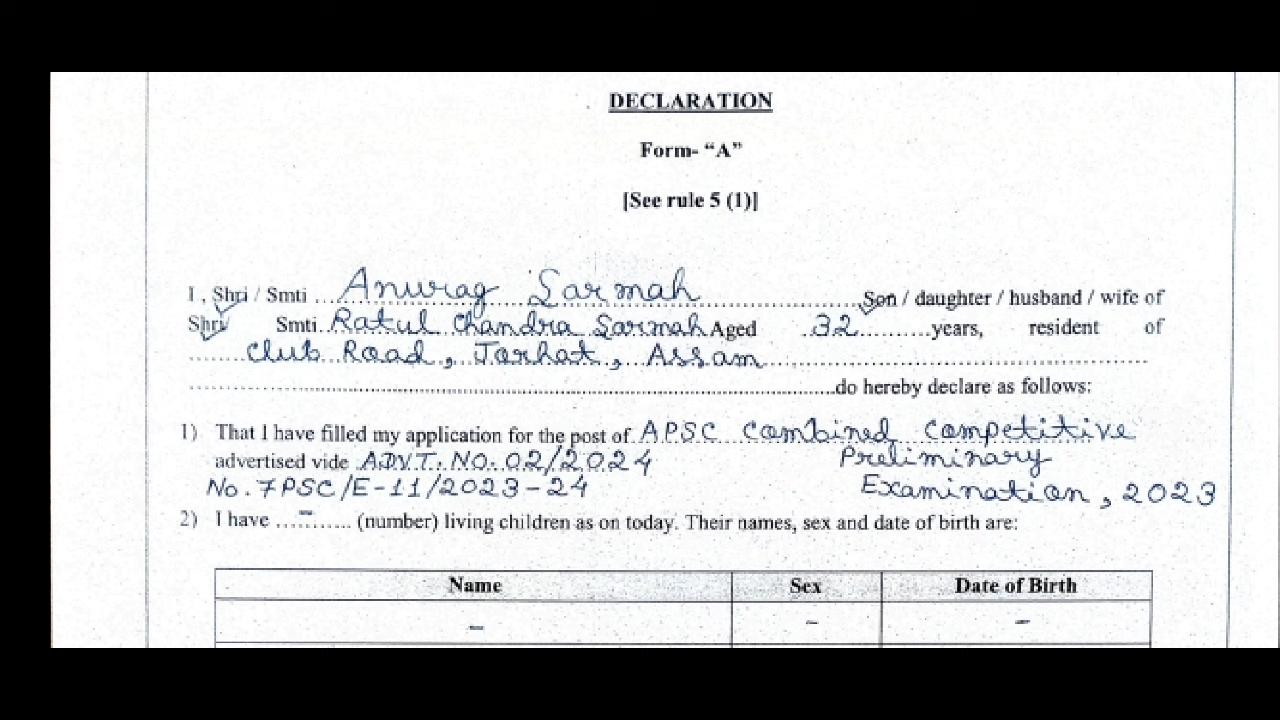 DECLARATION
Form- “A”
[See rule 5 (1)]
I , Shri / Smti ... Anurag Sarmah ... Son / daughter / husband / wife of
Shri Smti. Ratul Chandra Sarmah Aged .32..........years, resident of
........Club Road, Jorhat, Assam........
........do hereby declare as follows:
1) That I have filled my application for the post of APSC Combined Competitive
advertised vide ADVT. NO. 02/2024 Preliminary
No. 7PSC/E-11/2023-24 Examination, 2023
2) I have ....–...... (number) living children as on today. Their names, sex and date of birth are:
Name Sex Date of Birth
– – –